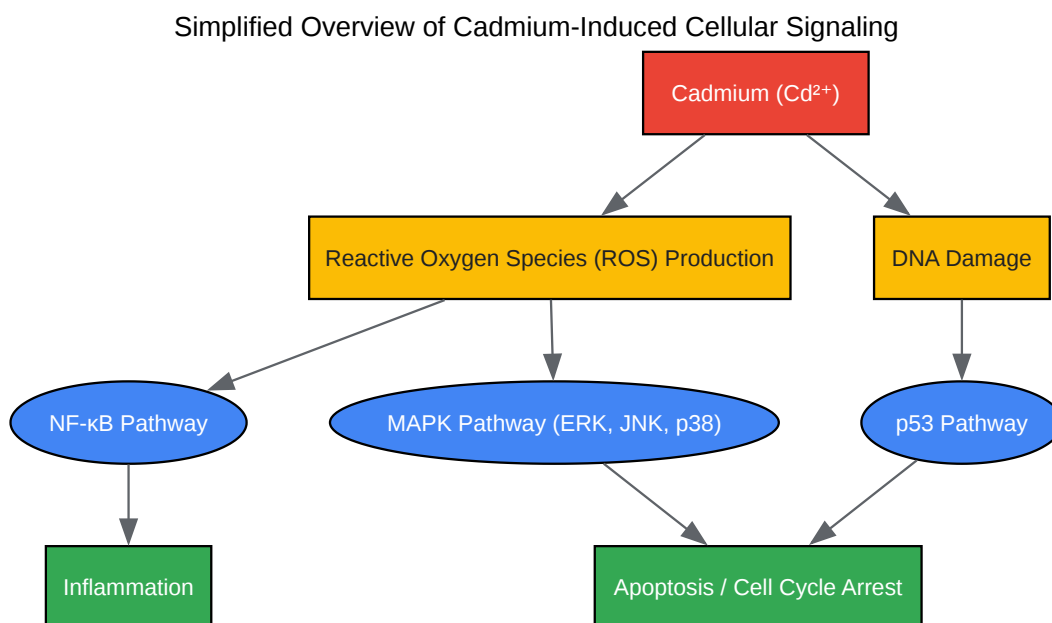 Simplified Overview of Cadmium-Induced Cellular Signaling
Cadmium (Cd²⁺)
Reactive Oxygen Species (ROS) Production
DNA Damage
NF-κB Pathway
MAPK Pathway (ERK, JNK, p38)
p53 Pathway
Inflammation
Apoptosis / Cell Cycle Arrest